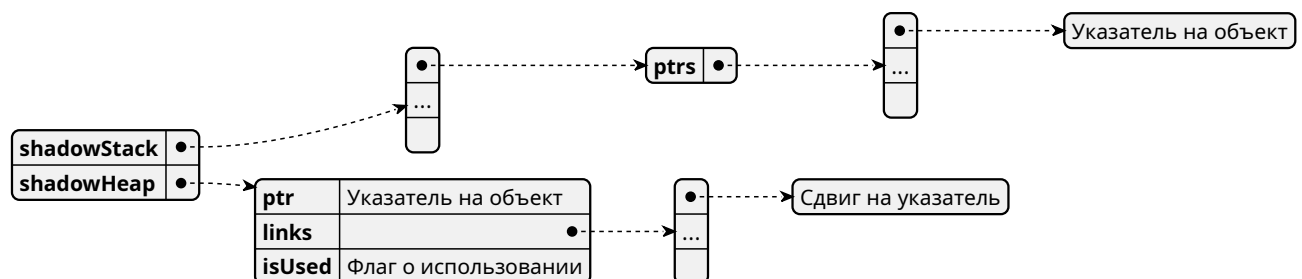 Указатель на объект
ptrs
...
...
shadowStack
shadowHeap
ptr Указатель на объект
Сдвиг на указатель
links
...
isUsed Флаг о использовании